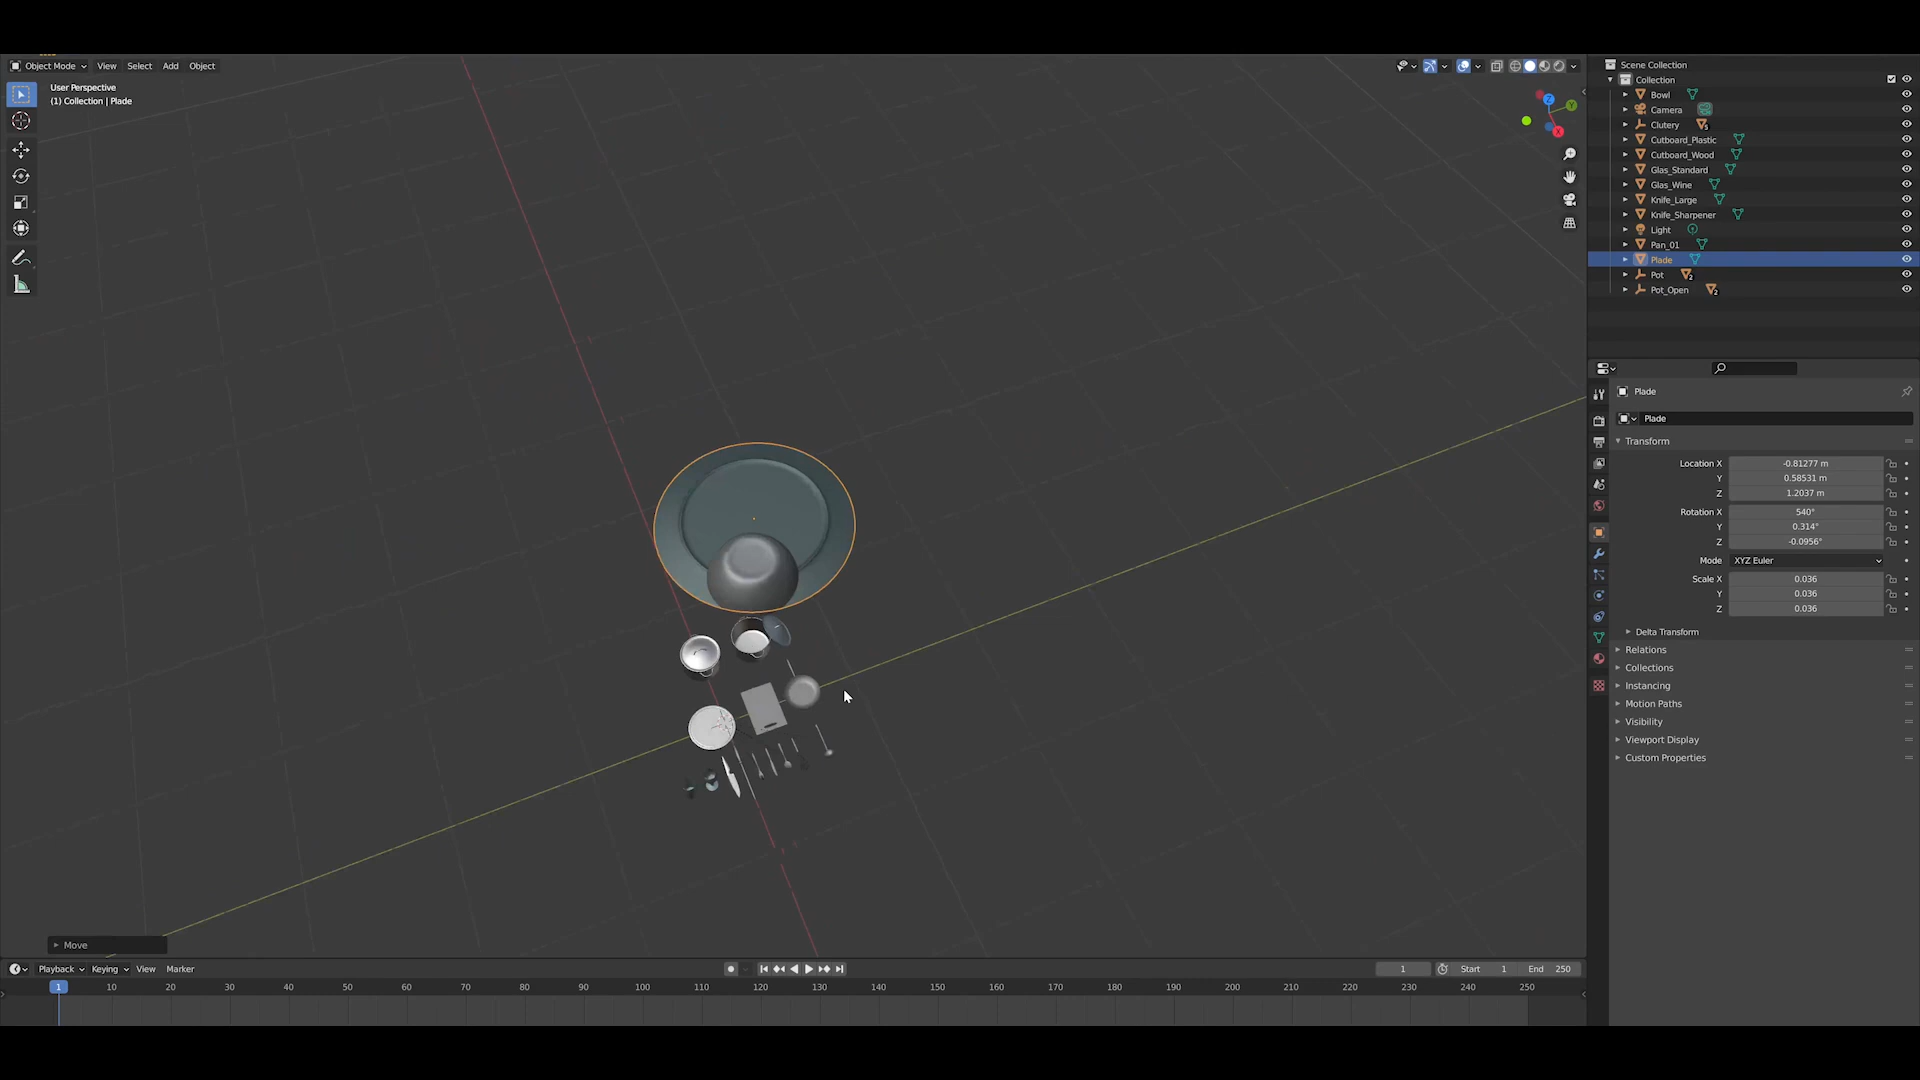 Object Mode View Select Add Object
User Perspective
(1) Collection | Plade
Z
Y
X
Move
Playback Keying View Marker
1 Start 1 End 250
1 10 20 30 40 50 60 70 80 90 100 110 120 130 140 150 160 170 180 190 200 210 220 230 240 250
Scene Collection
Collection
Bowl
Camera
Clutery 5
Cutboard_Plastic
Cutboard_Wood
Glas_Standard
Glas_Wine
Knife_Large
Knife_Sharpener
Light
Pan_01
Plade
Pot 2
Pot_Open 2
Plade
Plade
Transform
Location X -0.81277 m
Y 0.58531 m
Z 1.2037 m
Rotation X 540°
Y 0.314°
Z -0.0956°
Mode XYZ Euler
Scale X 0.036
Y 0.036
Z 0.036
Delta Transform
Relations
Collections
Instancing
Motion Paths
Visibility
Viewport Display
Custom Properties